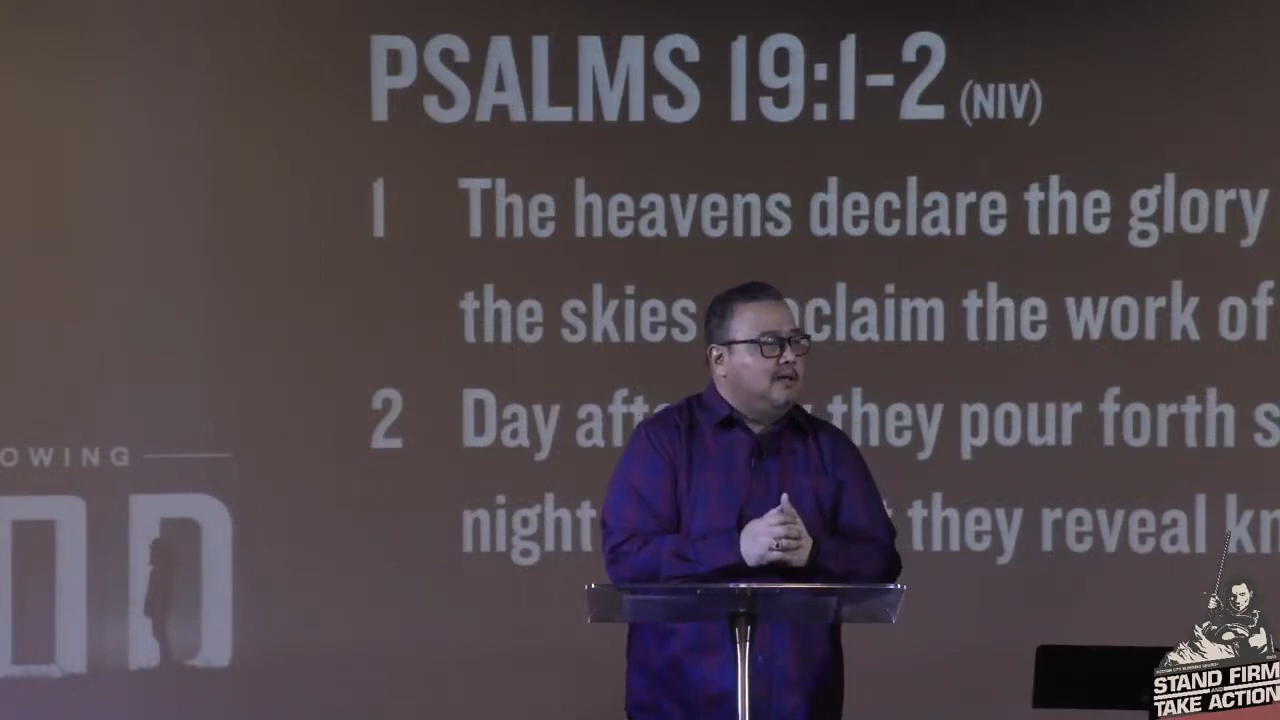 PSALMS 19:1-2 (NIV)
1 The heavens declare the glory
the skies claim the work of
2 Day they pour forth
night they reveal
OWING
STAND FIRM
AND
TAKE ACTION